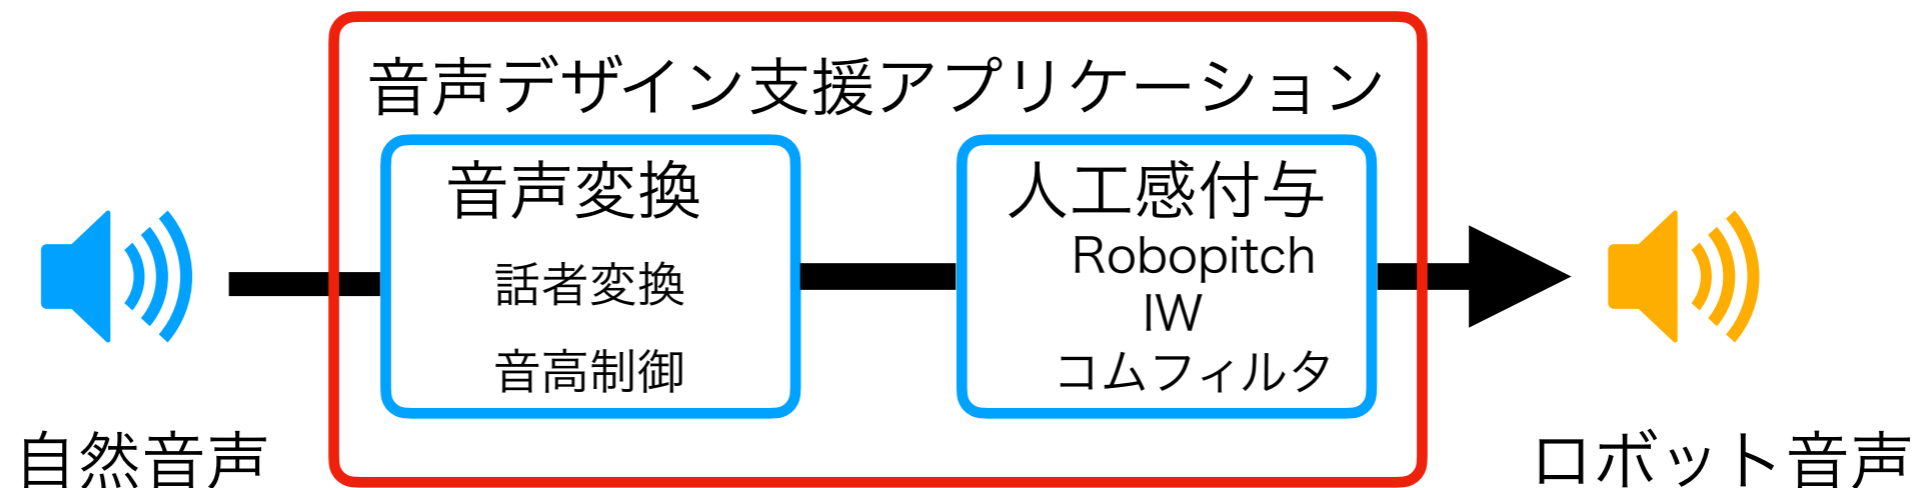 音声デザイン支援アプリケーション
音声変換
話者変換
音高制御
人工感付与
Robopitch
IW
コムフィルタ
自然音声
ロボット音声